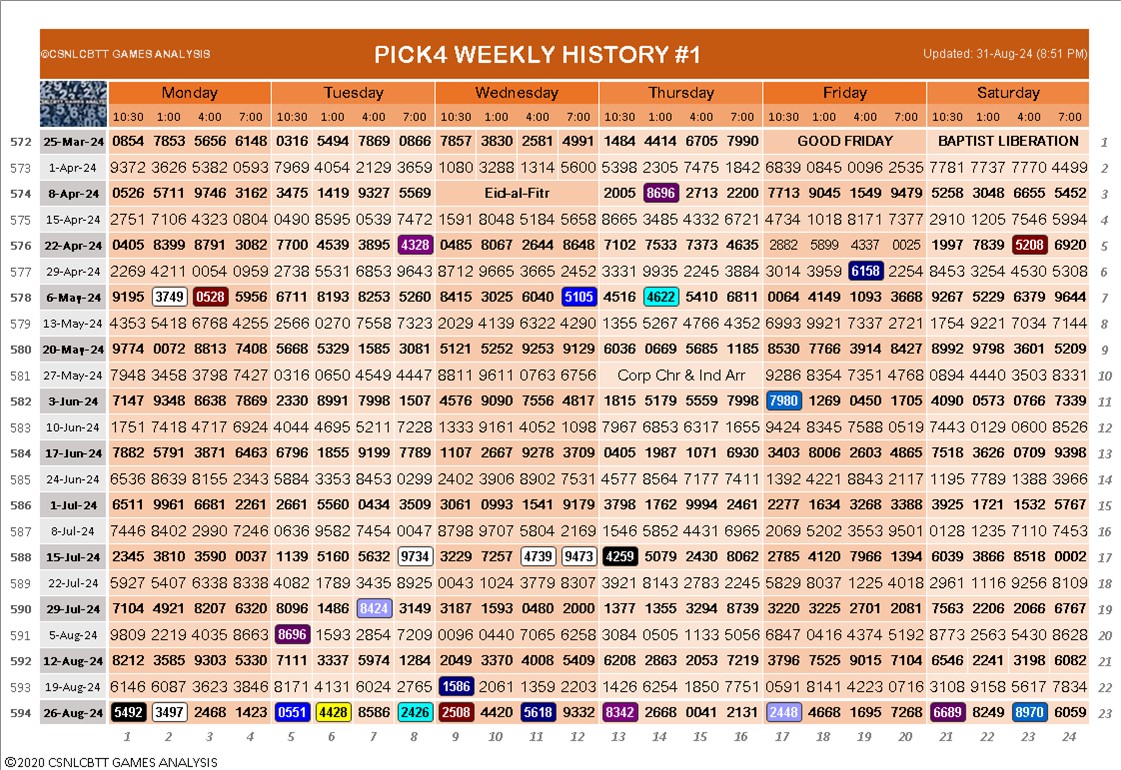 ©CSNLCBTT GAMES ANALYSIS PICK4 WEEKLY HISTORY #1 Updated: 31-Aug-24 (8:51 PM)
Monday Tuesday Wednesday Thursday Friday Saturday
10:30 1:00 4:00 7:00 10:30 1:00 4:00 7:00 10:30 1:00 4:00 7:00 10:30 1:00 4:00 7:00 10:30 1:00 4:00 7:00 10:30 1:00 4:00 7:00
572 25-Mar-24 0854 7853 5656 6148 0316 5494 7869 0866 7857 3830 2581 4991 1484 4414 6705 7990 GOOD FRIDAY BAPTIST LIBERATION 1
573 1-Apr-24 9372 3626 5382 0593 7969 4054 2129 3659 1080 3288 1314 5600 5398 2305 7475 1842 6839 0845 0096 2535 7781 7737 7770 4499 2
574 8-Apr-24 0526 5711 9746 3162 3475 1419 9327 5569 Eid-al-Fitr 2005 8696 2713 2200 7713 9045 1549 9479 5258 3048 6655 5452 3
575 15-Apr-24 2751 7106 4323 0804 0490 8595 0539 7472 1591 8048 5184 5658 8665 3485 4332 6721 4734 1018 8171 7377 2910 1205 7546 5994 4
576 22-Apr-24 0405 8399 8791 3082 7700 4539 3895 4328 0485 8067 2644 8648 7102 7533 7373 4635 2882 5899 4337 0025 1997 7839 5208 6920 5
577 29-Apr-24 2269 4211 0054 0959 2738 5531 6853 9643 8712 9665 3665 2452 3331 9935 2245 3884 3014 3959 6158 2254 8453 3254 4530 5308 6
578 6-May-24 9195 3749 0528 5956 6711 8193 8253 5260 8415 3025 6040 5105 4516 4622 5410 6811 0064 4149 1093 3668 9267 5229 6379 9644 7
579 13-May-24 4353 5418 6768 4255 2566 0270 7558 7323 2029 4139 6322 4290 1355 5267 4766 4352 6993 9921 7337 2721 1754 9221 7034 7144 8
580 20-May-24 9774 0072 8813 7408 5668 5329 1585 3081 5121 5252 9253 9129 6036 0669 5685 1185 8530 7766 3914 8427 8992 9798 3601 5209 9
581 27-May-24 7948 3458 3798 7427 0316 0650 4549 4447 8811 9611 0763 6756 Corp Chr & Ind Arr 9286 8354 7351 4768 0894 4440 3503 8331 10
582 3-Jun-24 7147 9348 8638 7869 2330 8991 7998 1507 4576 9090 7556 4817 1815 5179 5559 7998 7980 1269 0450 1705 4090 0573 0766 7339 11
583 10-Jun-24 1751 7418 4717 6924 4044 4695 5211 7228 1333 9161 4052 1098 7967 6853 6317 1655 9424 8345 7588 0519 7443 0129 0600 8526 12
584 17-Jun-24 7882 5791 3871 6463 6796 1855 9199 7789 1107 2667 9278 3709 0405 1987 1071 6930 3403 8006 2603 4865 7518 3626 0709 9398 13
585 24-Jun-24 6536 8639 8155 2343 5884 3353 8453 0299 2402 3906 8902 7531 4577 8564 7177 7411 1392 4221 8843 2117 1195 7789 1388 3966 14
586 1-Jul-24 6511 9961 6681 2261 2661 5560 0434 3509 3061 0993 1541 9179 3798 1762 9994 2461 2277 1634 3268 3388 3925 1721 1532 5767 15
587 8-Jul-24 7446 8402 2990 7246 0636 9582 7454 0047 8798 9707 5804 2169 1546 5852 4431 6965 2069 5202 3553 9501 0128 1235 7110 7453 16
588 15-Jul-24 2345 3810 3590 0037 1139 5160 5632 9734 3229 7257 4739 9473 4259 5079 2430 8062 2785 4120 7966 1394 6039 3866 8518 0002 17
589 22-Jul-24 5927 5407 6338 8338 4082 1789 3435 8925 0043 1024 3779 8307 3921 8143 2783 2245 5829 8037 1225 4018 2961 1116 9256 8109 18
590 29-Jul-24 7104 4921 8207 6320 8096 1486 8424 3149 3187 1593 0480 2000 1377 1355 3294 8739 3220 3225 2701 2081 7563 2206 2066 6767 19
591 5-Aug-24 9809 2219 4035 8663 8696 1593 2854 7209 0096 0440 7065 6258 3084 0505 1133 5056 6847 0416 4374 5192 8773 2563 5430 8628 20
592 12-Aug-24 8212 3585 9303 5330 7111 3337 5974 1284 2049 3370 4008 5409 6208 2863 2053 7219 3796 7525 9015 7104 6546 2241 3198 6082 21
593 19-Aug-24 6146 6087 3623 3846 8171 4131 6024 2765 1586 2061 1359 2203 1426 6254 1850 7751 0591 8141 4223 0716 3108 9158 5617 7834 22
594 26-Aug-24 5492 3497 2468 1423 0551 4428 8586 2426 2508 4420 5618 9332 8342 2668 0041 2131 2448 4668 1695 7268 6689 8249 8970 6059 23
1 2 3 4 5 6 7 8 9 10 11 12 13 14 15 16 17 18 19 20 21 22 23 24
©2020 CSNLCBTT GAMES ANALYSIS